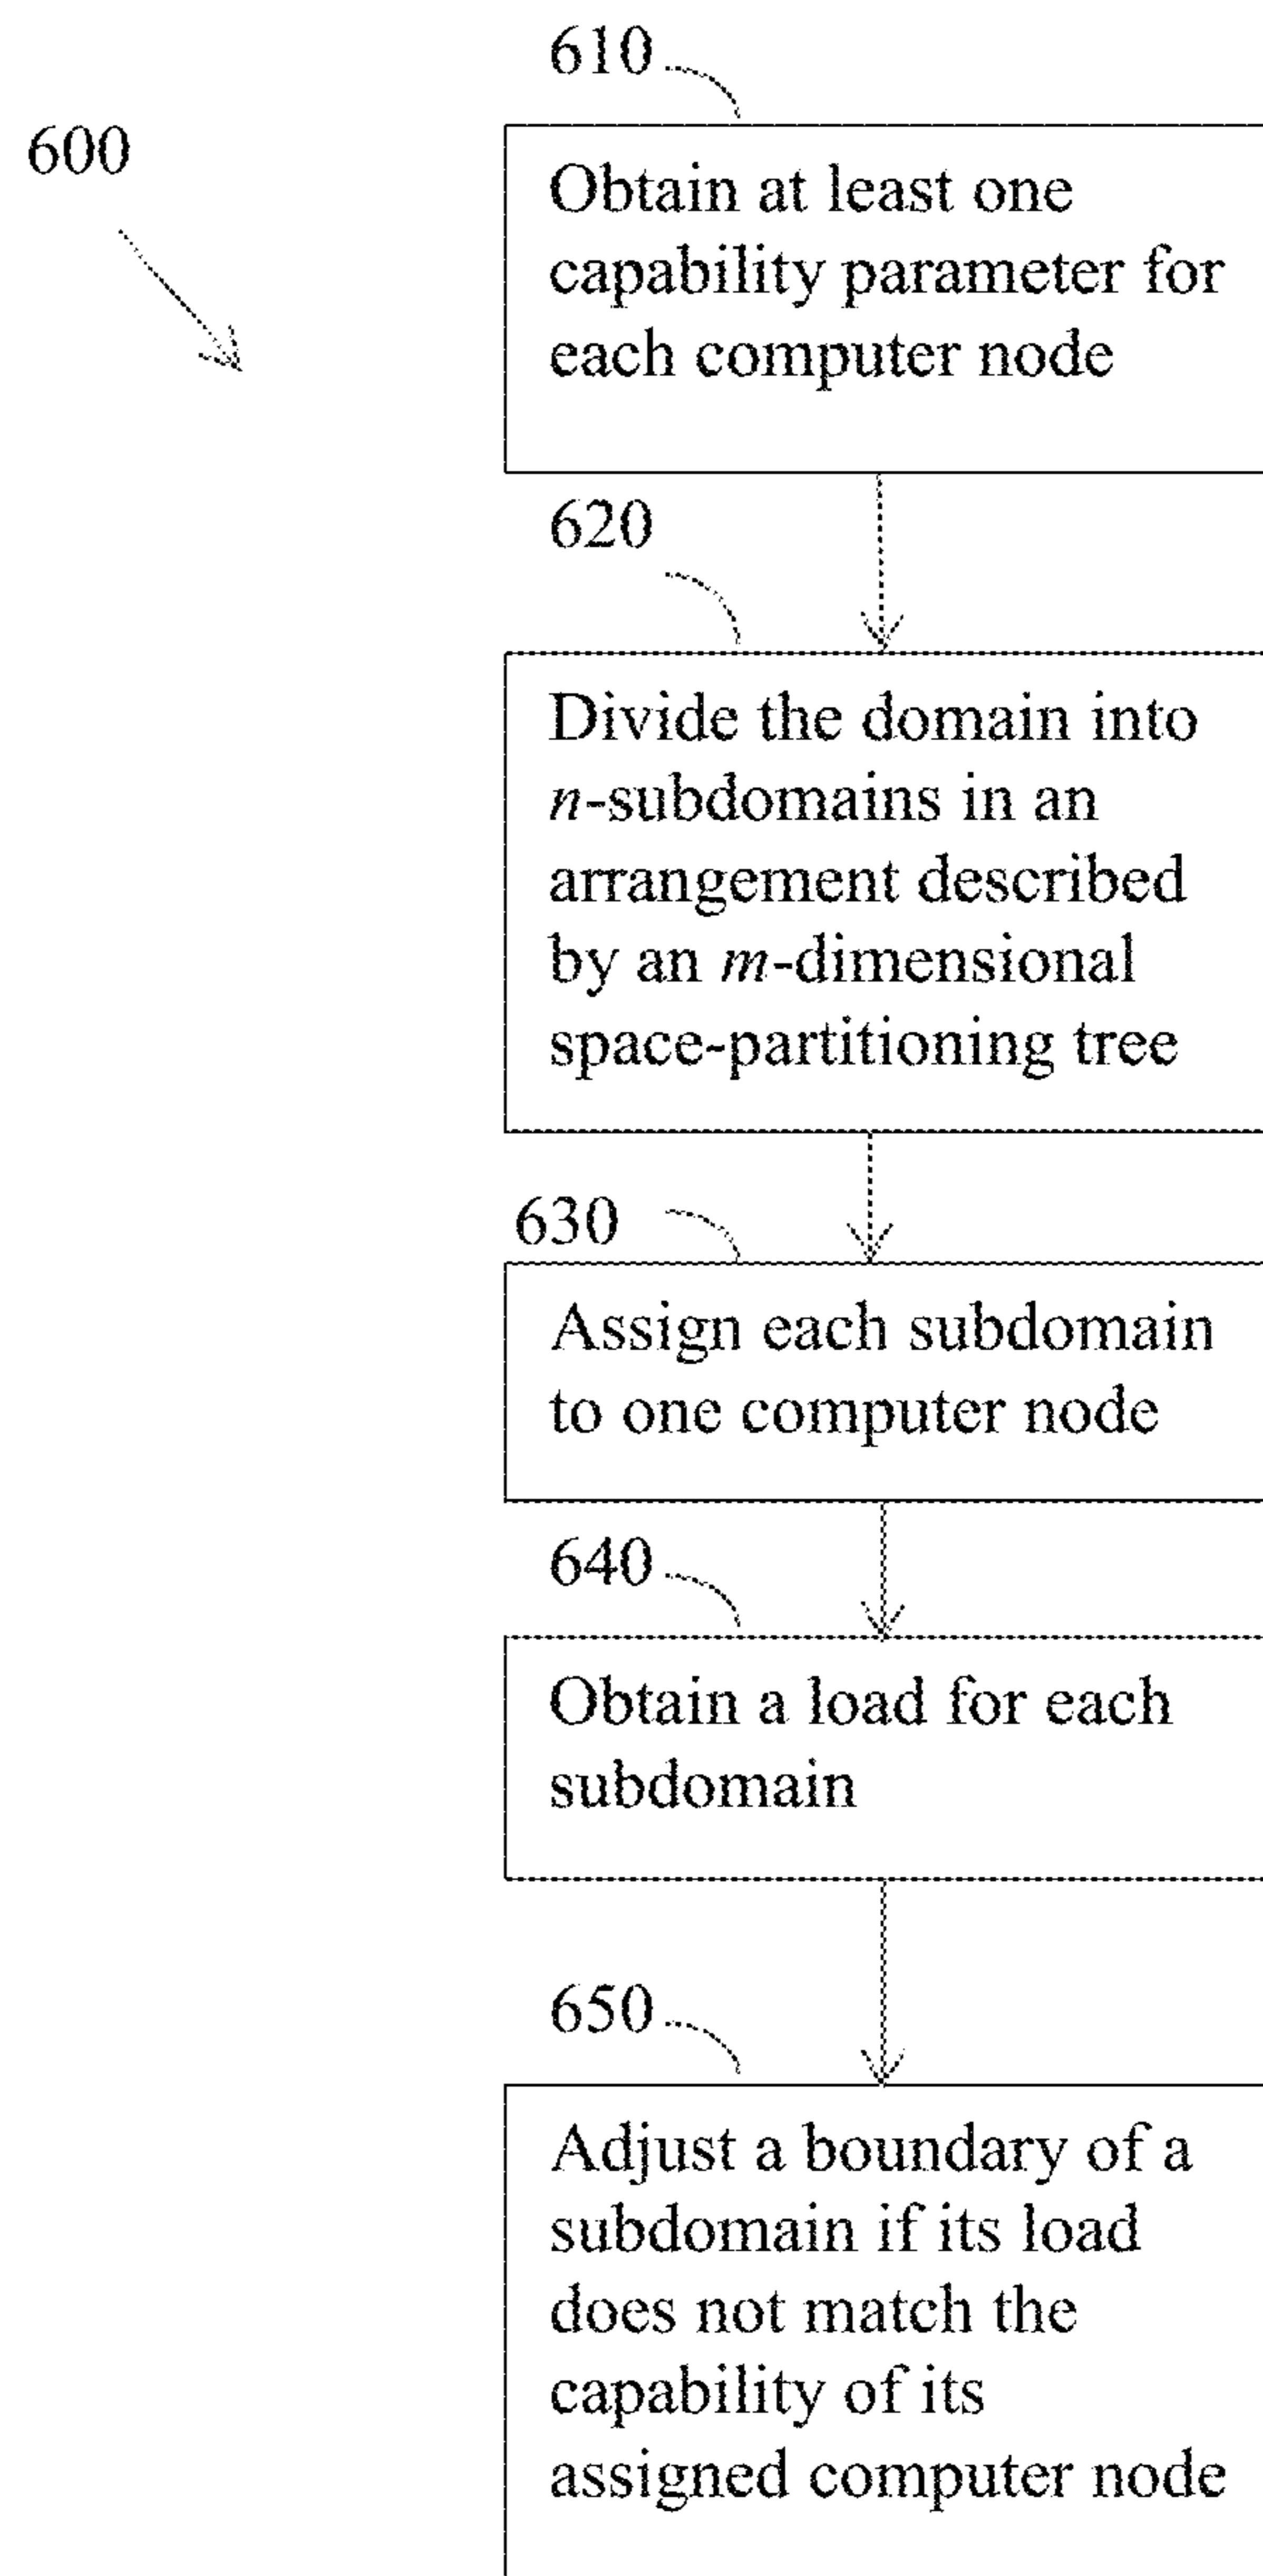 610
600
Obtain at least one
capability parameter for
each computer node
620
Divide the domain into
n-subdomains in an
arrangement described
by an m-dimensional
space-partitioning tree
630
Assign each subdomain
to one computer node
640
Obtain a load for each
subdomain
650
Adjust a boundary of a
subdomain if its load
does not match the
capability of its
assigned computer node